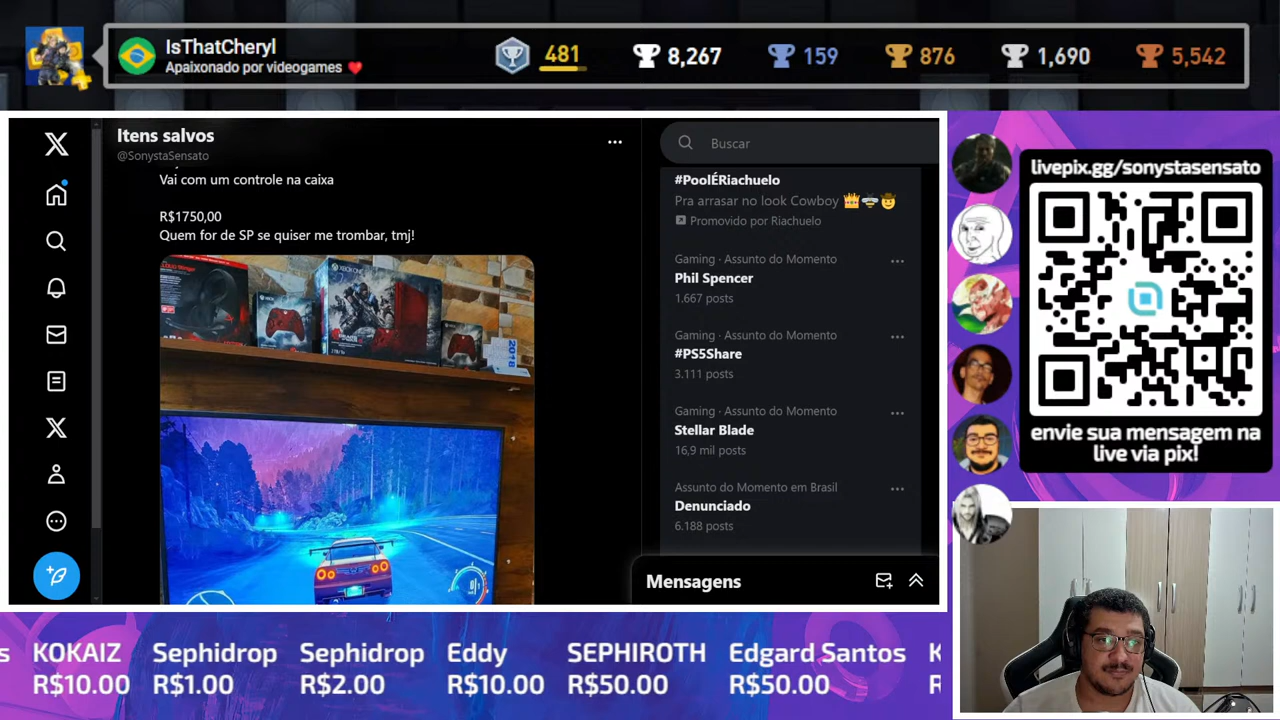 IsThatCheryl
Apaixonado por videogames ❤️
481
8,267
159
876
1,690
5,542
Itens salvos
@SonystaSensato
Vai com um controle na caixa
R$1750,00
Quem for de SP se quiser me trombar, tmj!
XBOX ONE
XBOX
2018
Buscar
#PoolÉRiachuelo
Pra arrasar no look Cowboy 👑🐝🤠
Promovido por Riachuelo
Gaming · Assunto do Momento
Phil Spencer
1.667 posts
Gaming · Assunto do Momento
#PS5Share
3.111 posts
Gaming · Assunto do Momento
Stellar Blade
16,9 mil posts
Assunto do Momento em Brasil
Denunciado
6.188 posts
Mensagens
livepix.gg/sonystasensato
envie sua mensagem na
live via pix!
s KOKAIZ Sephidrop Sephidrop Eddy SEPHIROTH Edgard Santos K
R$10.00 R$1.00 R$2.00 R$10.00 R$50.00 R$50.00 R